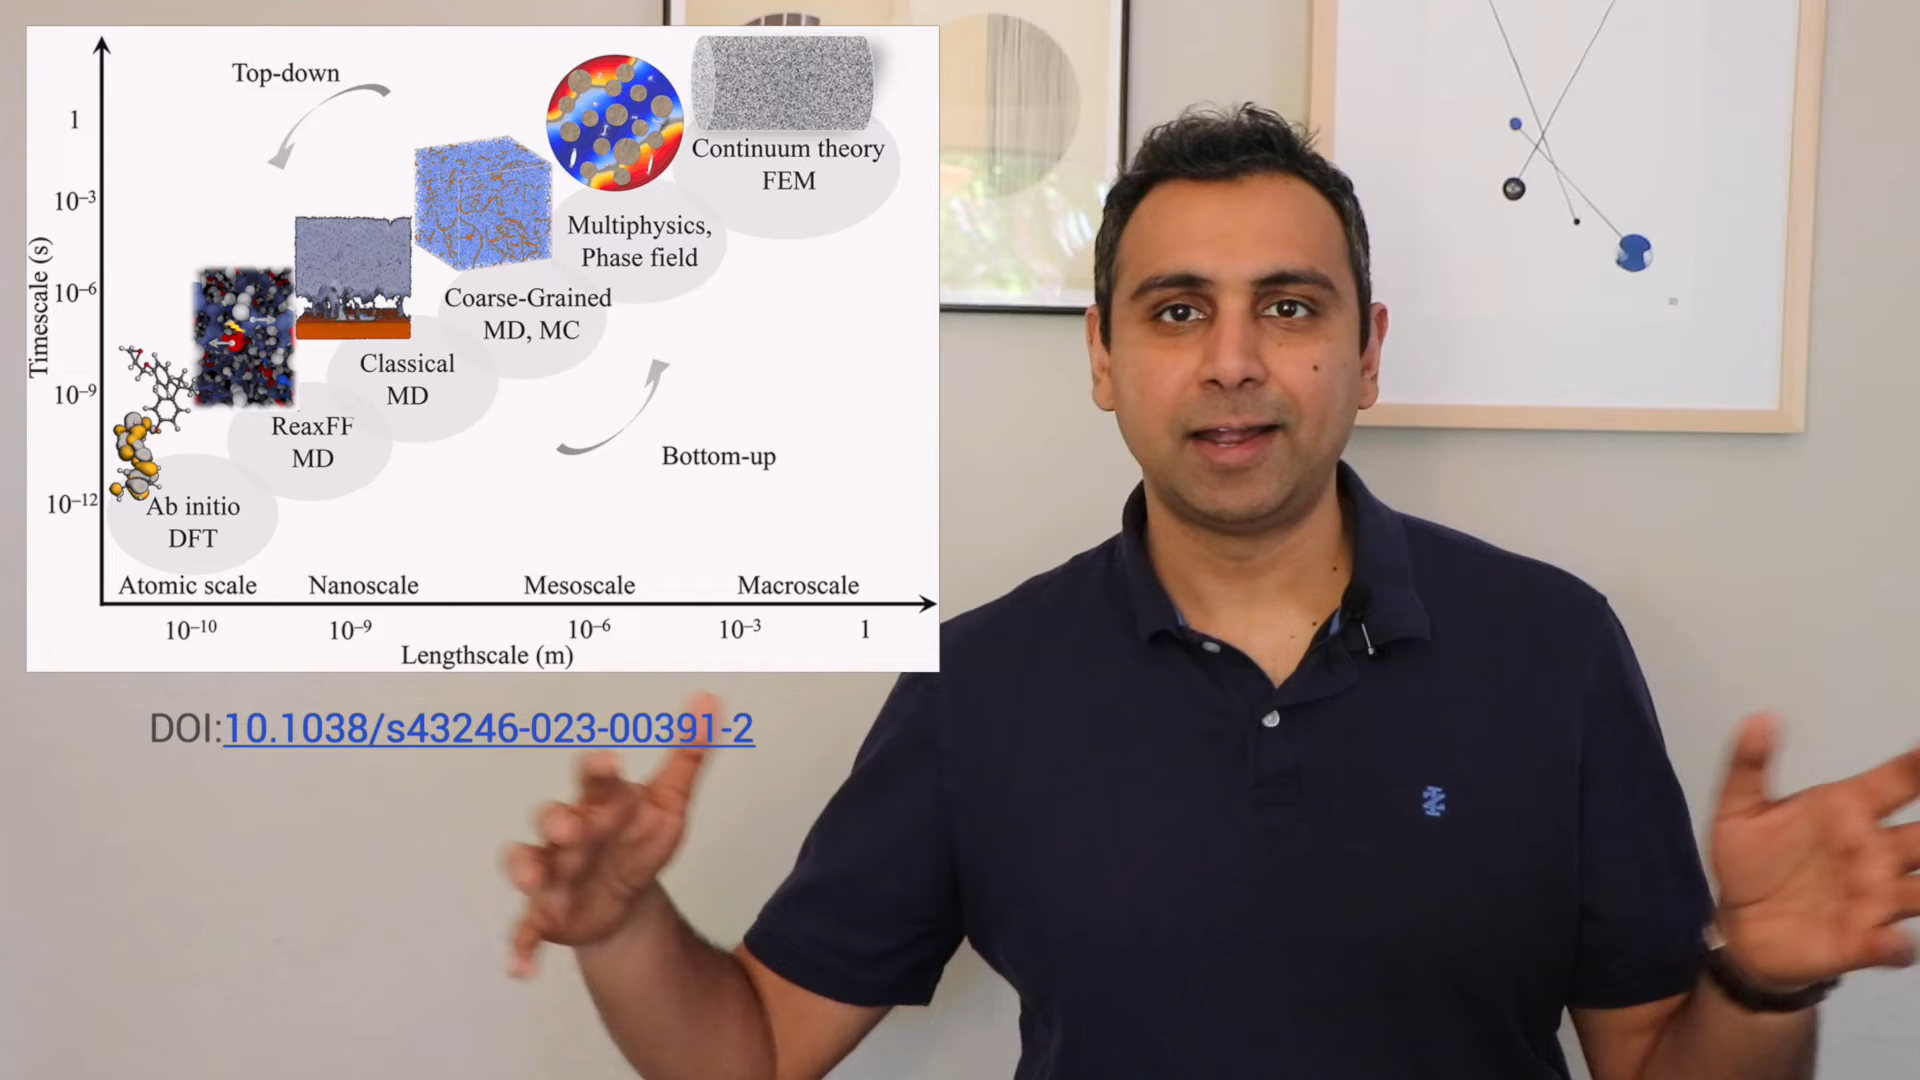 Top-down
1
10⁻³
10⁻⁶
10⁻⁹
10⁻¹²
Timescale (s)
Continuum theory
FEM
Multiphysics,
Phase field
Coarse-Grained
MD, MC
Classical
MD
ReaxFF
MD
Ab initio
DFT
Bottom-up
Atomic scale Nanoscale Mesoscale Macroscale
10⁻¹⁰ 10⁻⁹ 10⁻⁶ 10⁻³ 1
Lengthscale (m)
DOI:10.1038/s43246-023-00391-2